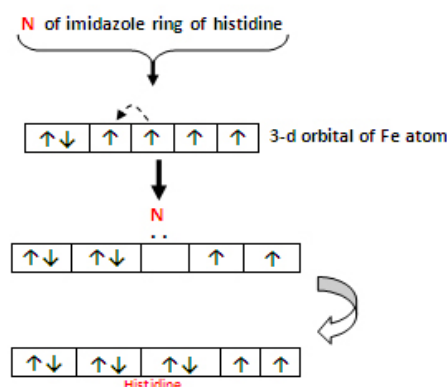 N of imidazole ring of histidine
↑↓ ↑ ↑ ↑ ↑ 3-d orbital of Fe atom
N
..
↑↓ ↑↓ ↑ ↑
↑↓ ↑↓ ↑↓ ↑ ↑
Histidine